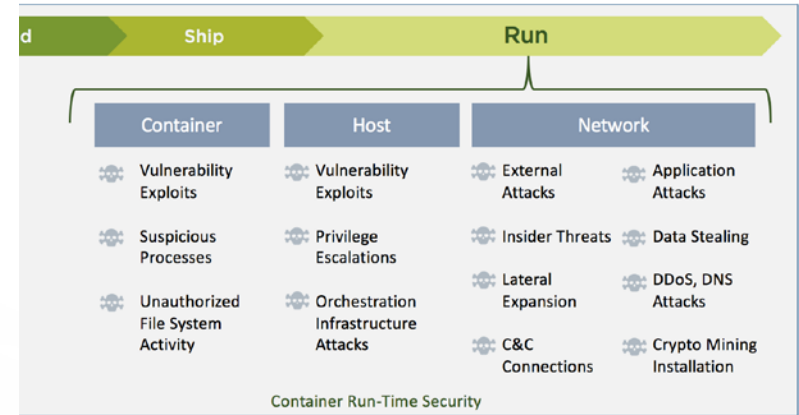 d
Ship
Run
Container
Host
Network
Vulnerability
Exploits
Suspicious
Processes
Unauthorized
File System
Activity
Vulnerability
Exploits
Privilege
Escalations
Orchestration
Infrastructure
Attacks
External
Attacks
Insider Threats
Lateral
Expansion
C&C
Connections
Application
Attacks
Data Stealing
DDoS, DNS
Attacks
Crypto Mining
Installation
Container Run-Time Security